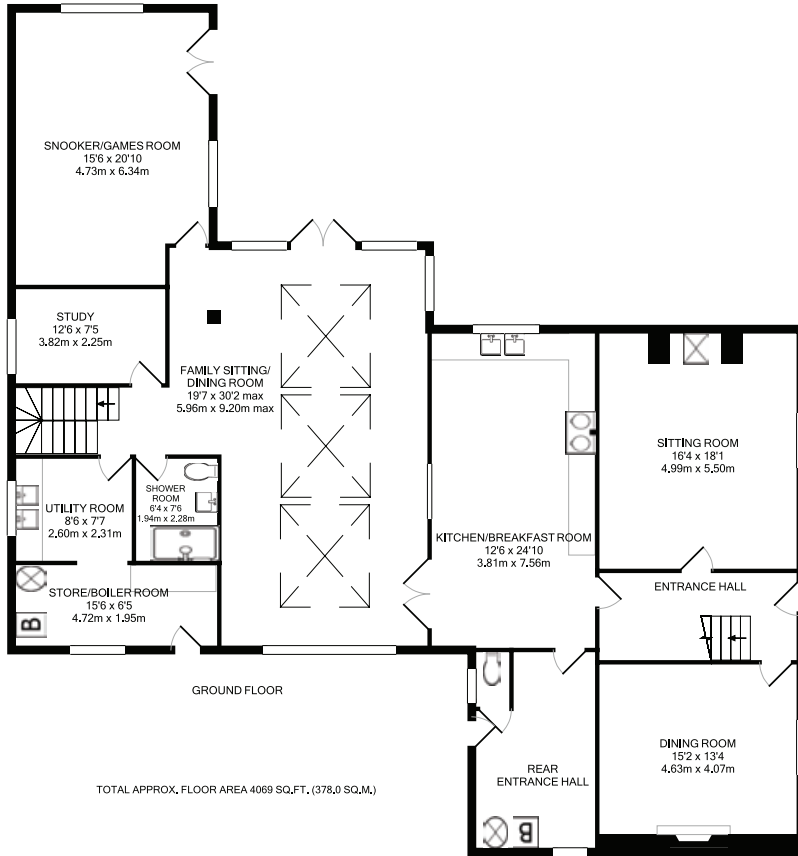 SNOOKER/GAMES ROOM
15'6 x 20'10
4.73m x 6.34m
STUDY
12'6 x 7'5
3.82m x 2.25m
FAMILY SITTING/
DINING ROOM
19'7 x 30'2 max
5.96m x 9.20m max
SITTING ROOM
16'4 x 18'1
4.99m x 5.50m
SHOWER
ROOM
6'4 x 7'6
1.94m x 2.28m
UTILITY ROOM
8'6 x 7'7
2.60m x 2.31m
KITCHEN/BREAKFAST ROOM
12'6 x 24'10
3.81m x 7.56m
STORE/BOILER ROOM
15'6 x 6'5
4.72m x 1.95m
B
ENTRANCE HALL
GROUND FLOOR
DINING ROOM
15'2 x 13'4
4.63m x 4.07m
REAR
ENTRANCE HALL
TOTAL APPROX. FLOOR AREA 4069 SQ.FT. (378.0 SQ.M.)
B